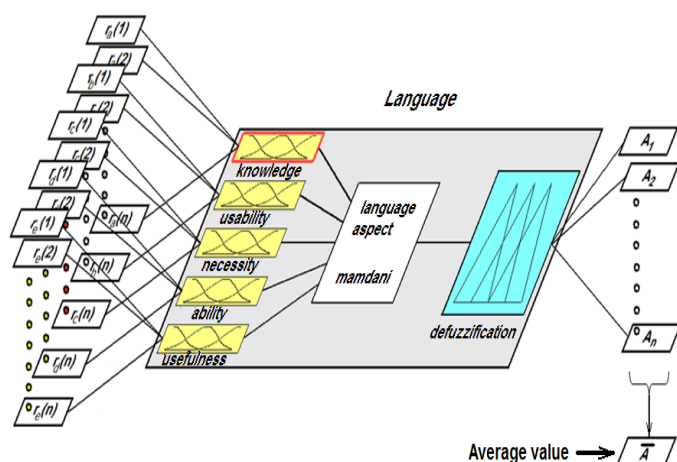 r_a(1)
r_a(2)
r_b(1)
r_b(2)
r_c(1)
r_c(2)
r_d(1)
r_d(2)
r_e(1)
r_e(2)
r_a(n)
r_b(n)
r_c(n)
r_d(n)
r_e(n)
Language
knowledge
usability
necessity
ability
usefulness
language
aspect
mamdani
defuzzification
A_1
A_2
A_n
Average value
A̅